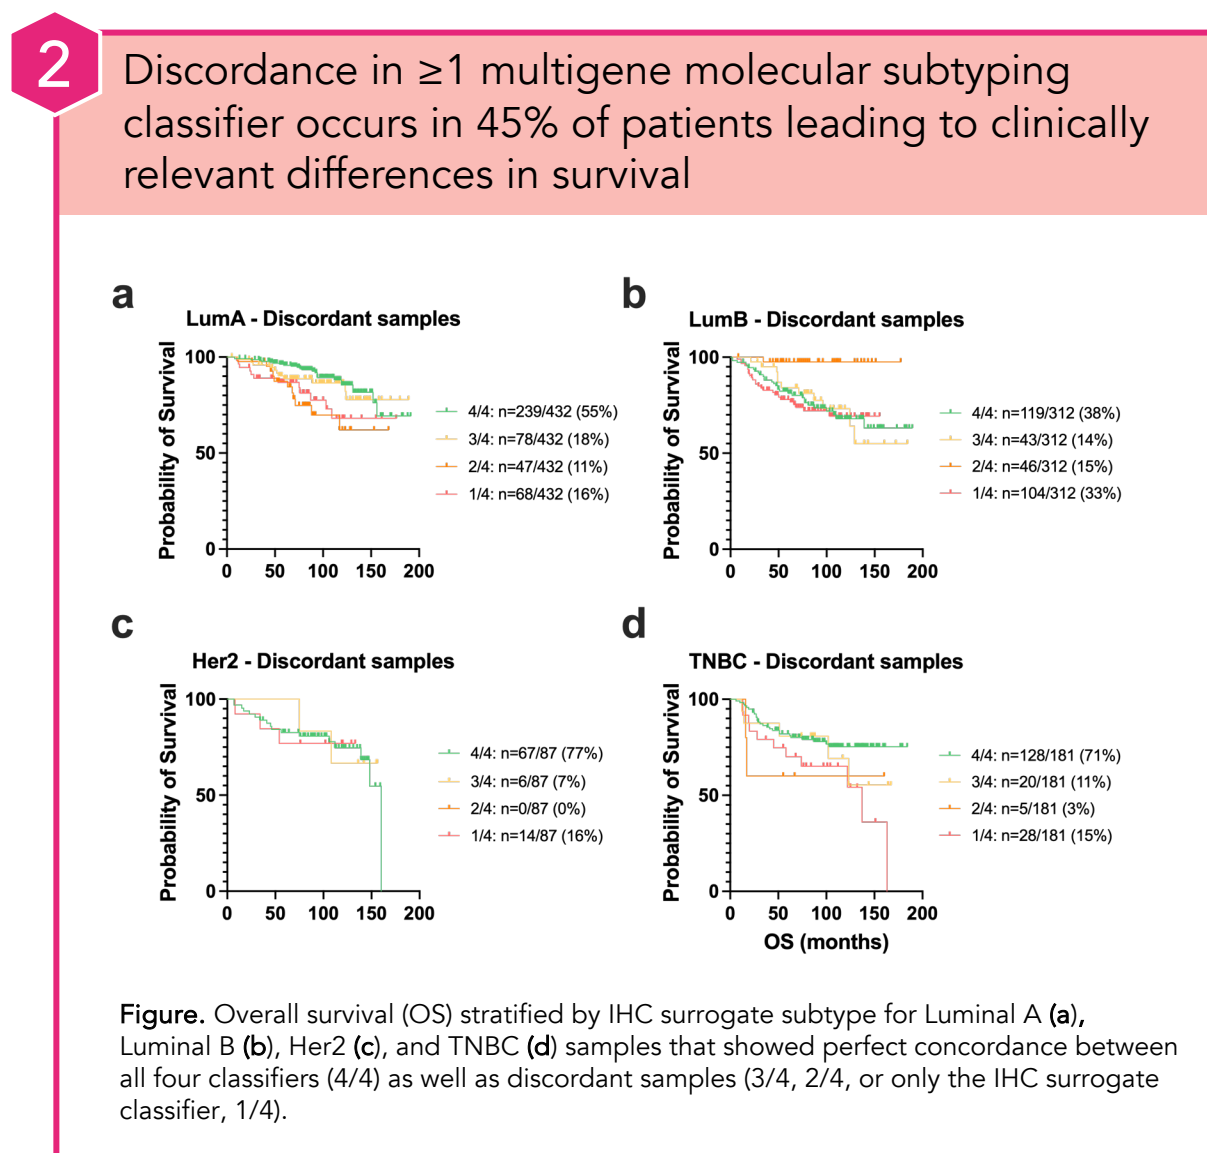 2
Discordance in ≥1 multigene molecular subtyping
classifier occurs in 45% of patients leading to clinically
relevant differences in survival
a
LumA - Discordant samples
Probability of Survival
100
50
0
0 50 100 150 200
4/4: n=239/432 (55%)
3/4: n=78/432 (18%)
2/4: n=47/432 (11%)
1/4: n=68/432 (16%)
b
LumB - Discordant samples
Probability of Survival
100
50
0
0 50 100 150 200
4/4: n=119/312 (38%)
3/4: n=43/312 (14%)
2/4: n=46/312 (15%)
1/4: n=104/312 (33%)
c
Her2 - Discordant samples
Probability of Survival
100
50
0
0 50 100 150 200
4/4: n=67/87 (77%)
3/4: n=6/87 (7%)
2/4: n=0/87 (0%)
1/4: n=14/87 (16%)
d
TNBC - Discordant samples
Probability of Survival
100
50
0
0 50 100 150 200
OS (months)
4/4: n=128/181 (71%)
3/4: n=20/181 (11%)
2/4: n=5/181 (3%)
1/4: n=28/181 (15%)
Figure. Overall survival (OS) stratified by IHC surrogate subtype for Luminal A (a),
Luminal B (b), Her2 (c), and TNBC (d) samples that showed perfect concordance between
all four classifiers (4/4) as well as discordant samples (3/4, 2/4, or only the IHC surrogate
classifier, 1/4).